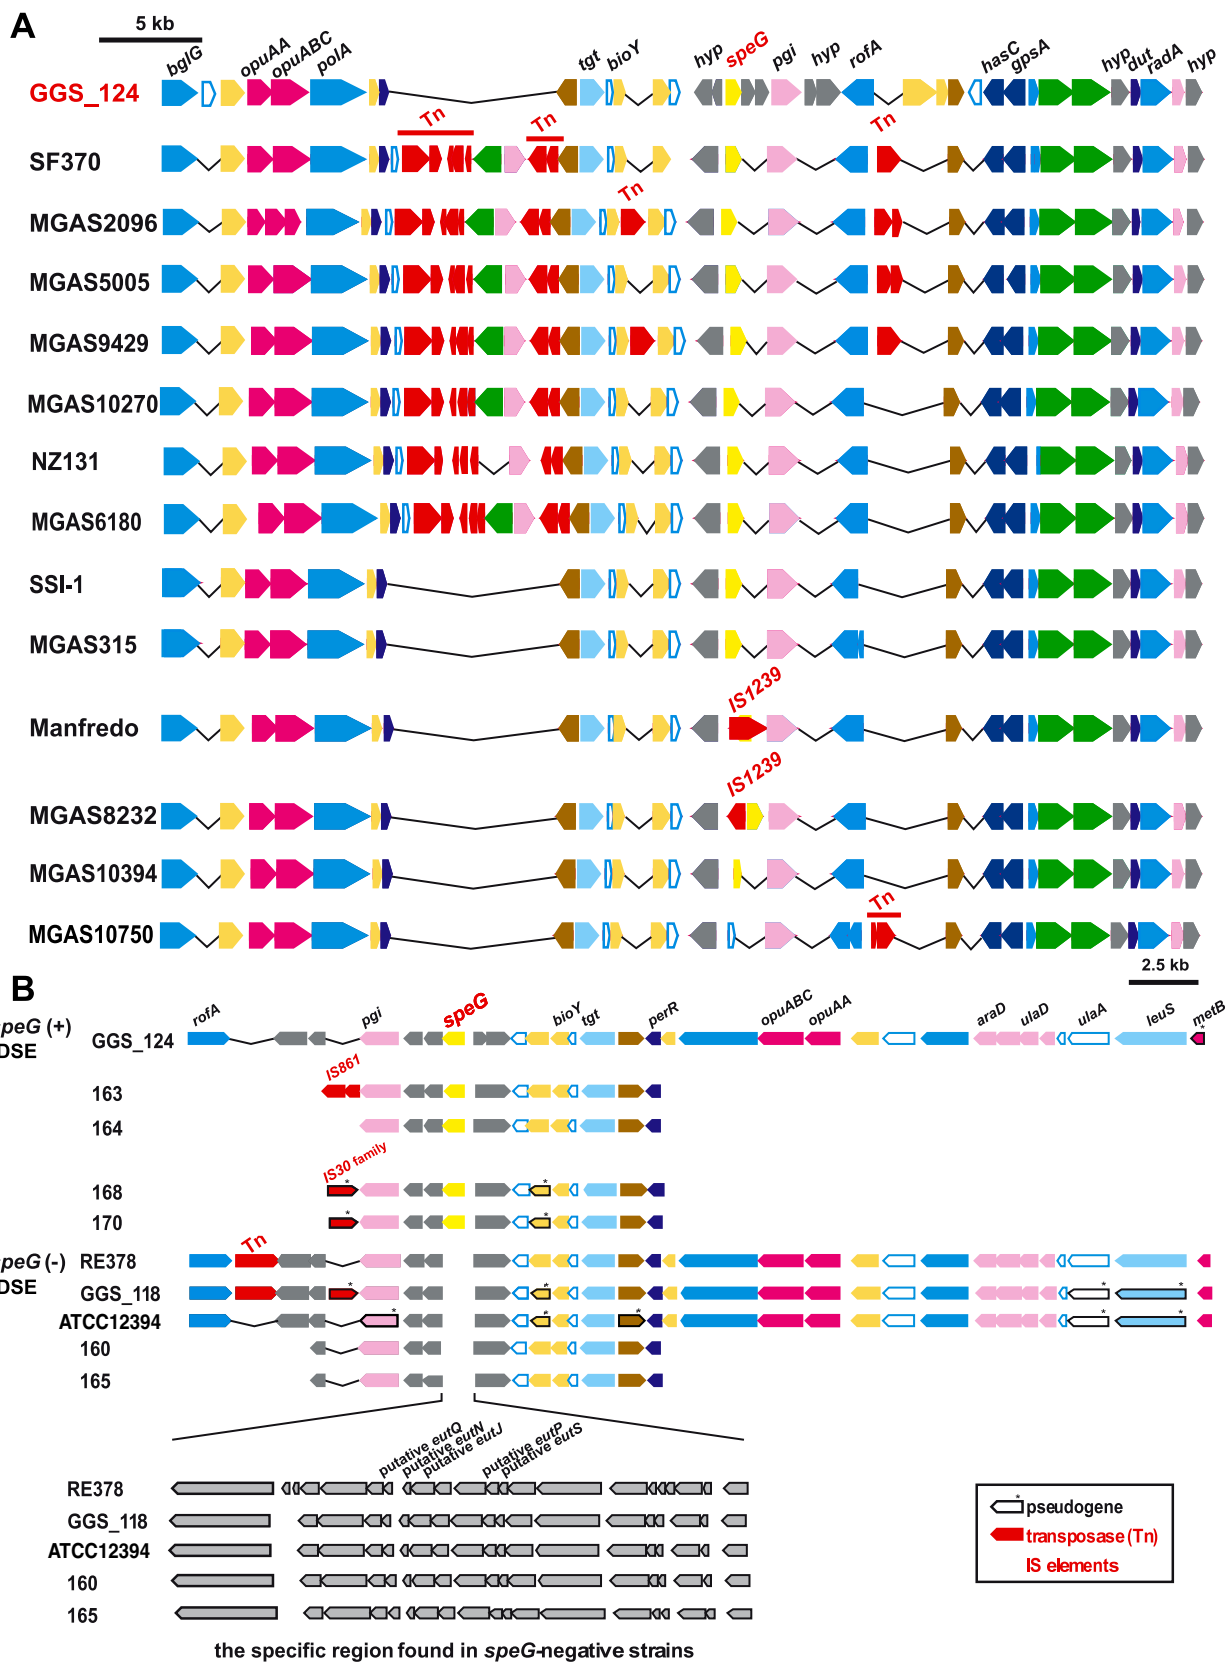 A
5 kb
bglG opuAA opuABC polA tgt bioY hyp speG pgi hyp rofA hasC gpsA hyp dut radA hyp
GGS_124
Tn Tn Tn
SF370
Tn
MGAS2096
MGAS5005
MGAS9429
MGAS10270
NZ131
MGAS6180
SSI-1
MGAS315
IS1239
Manfredo
IS1239
MGAS8232
MGAS10394
Tn
MGAS10750
2.5 kb
B
rofA pgi speG bioY tgt perR opuABC opuAA araD ulaD ulaA leuS metB
speG (+)
DSE
GGS_124 *
IS861
163
164
IS30 family
168 * *
170 * *
Tn
speG (-)
DSE
RE378
GGS_118 * * * *
ATCC12394 * * * * *
160
165
putative eutQ
putative eutN
putative eutJ
putative eutP
putative eutS
RE378
GGS_118
ATCC12394
160
165
the specific region found in speG-negative strains
* pseudogene
transposase (Tn)
IS elements